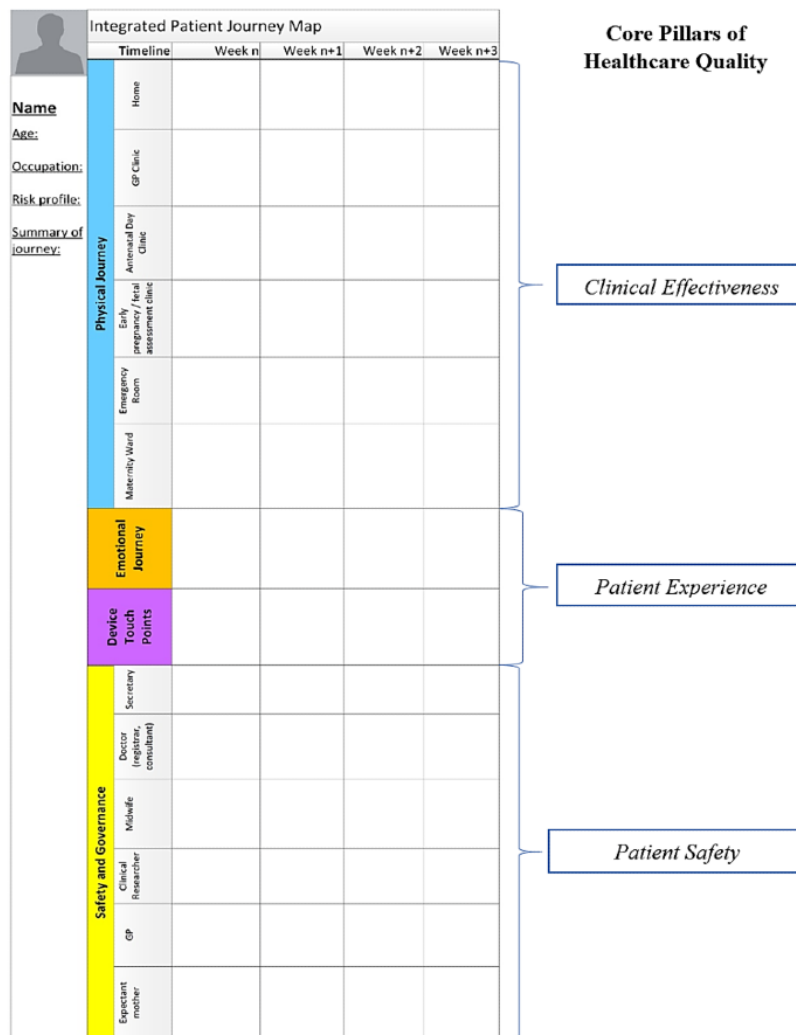 Integrated Patient Journey Map
Timeline Week n Week n+1 Week n+2 Week n+3
Core Pillars of
Healthcare Quality
Name
Age:
Occupation:
Risk profile:
Summary of
journey:
Physical Journey
Home
GP Clinic
Antenatal Day
Clinic
Early
pregnancy / fetal
assessment clinic
Emergency
Room
Maternity Ward
Clinical Effectiveness
Emotional
Journey
Device
Touch
Points
Patient Experience
Safety and Governance
Secretary
Doctor
(registrar,
consultant)
Midwife
Clinical
Researcher
GP
Expectant
mother
Patient Safety